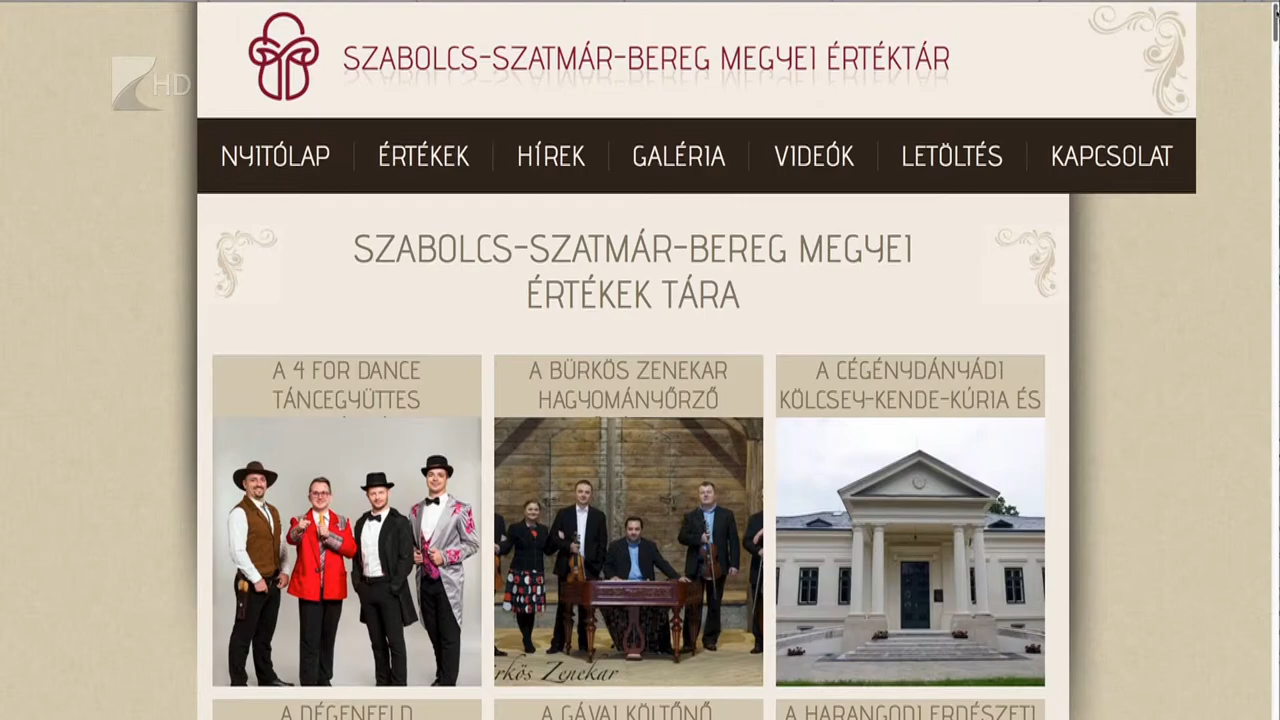 SZABOLCS-SZATMÁR-BEREG MEGYEI ÉRTÉKTÁR
HD
NYITÓLAP ÉRTÉKEK HÍREK GALÉRIA VIDEÓK LETÖLTÉS KAPCSOLAT
SZABOLCS-SZATMÁR-BEREG MEGYEI
ÉRTÉKEK TÁRA
A 4 FOR DANCE
TÁNCEGYÜTTES
A BÜRKÖS ZENEKAR
HAGYOMÁNYŐRZŐ
A CÉGÉNYDÁNYÁDI
KÖLCSEY-KENDE-KÚRIA ÉS
Zenekar
A DÉGENFELD
A GÁVAI KÖLTŐNŐ
A HARANGODI ERDÉSZETI